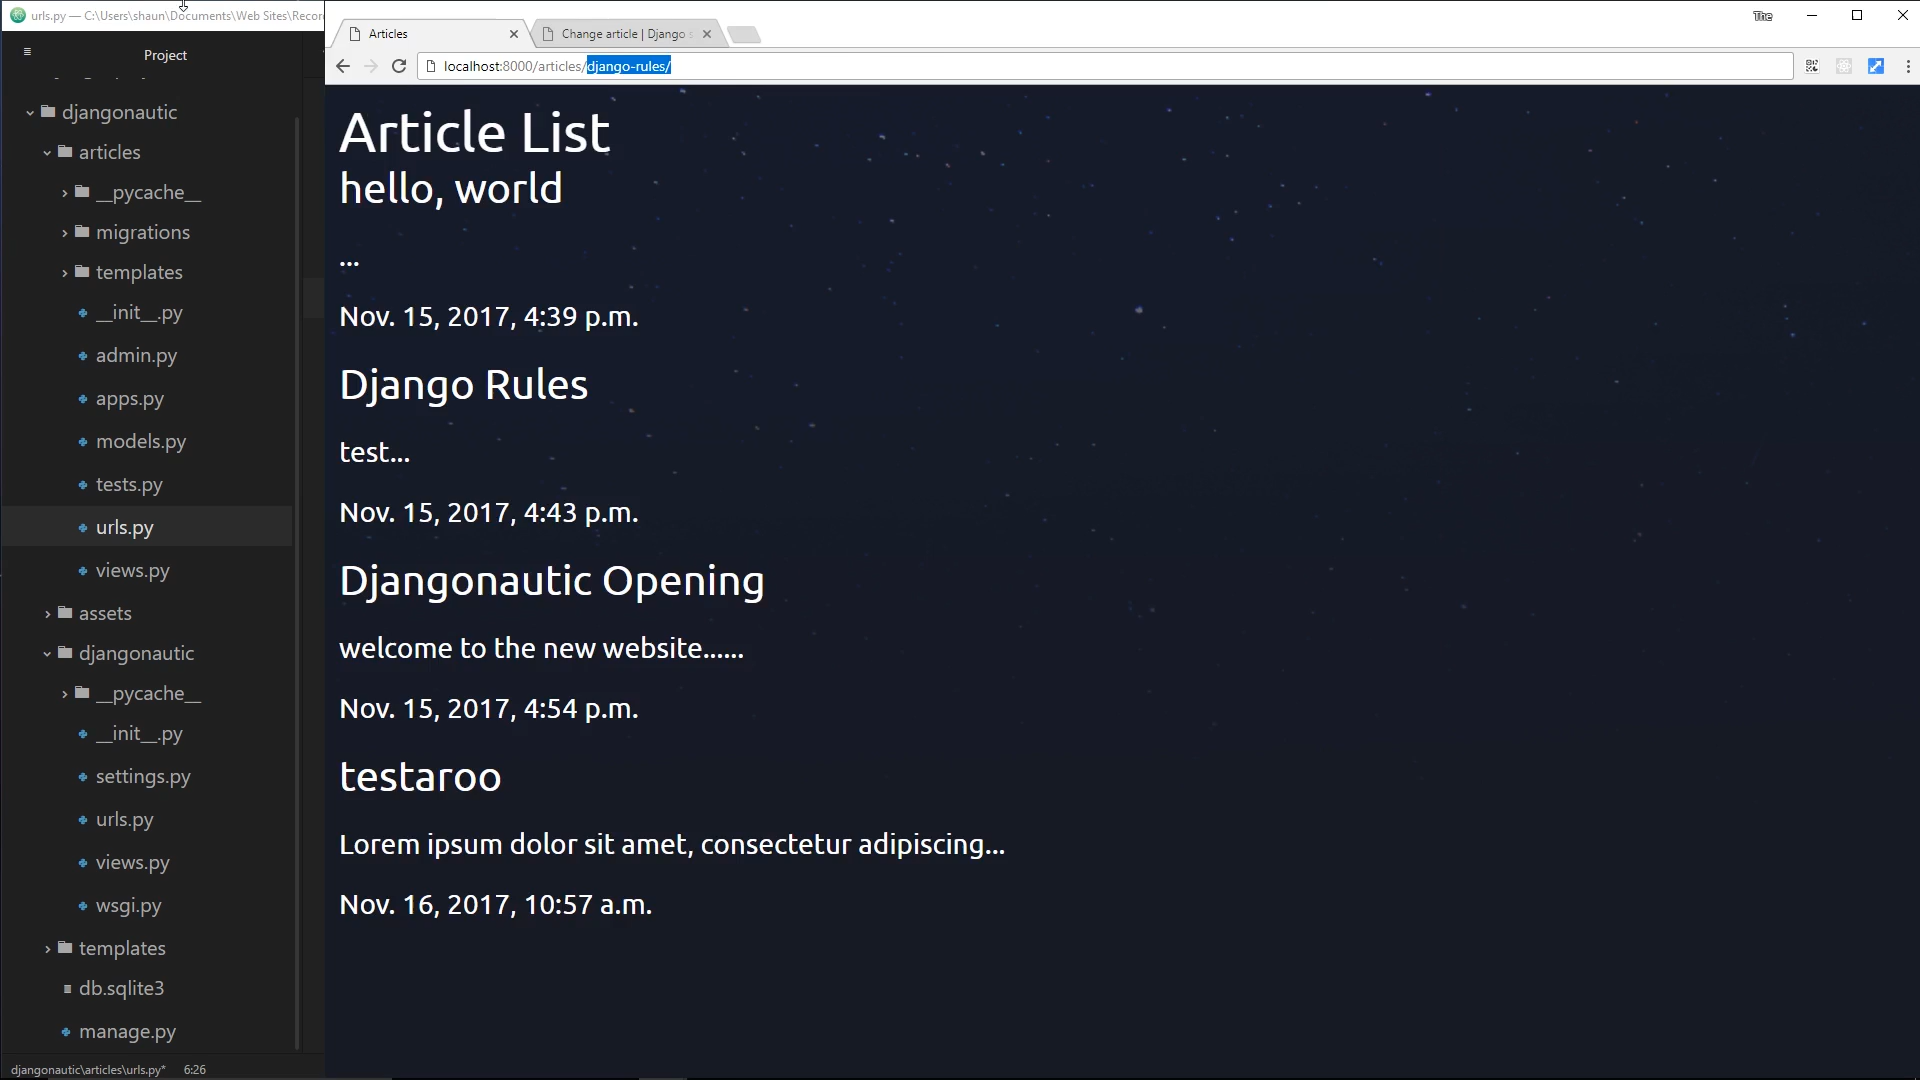 urls.py — C:\Users\shaun\Documents\Web Sites\Recor
Project
djangonautic
articles
__pycache__
migrations
templates
__init__.py
admin.py
apps.py
models.py
tests.py
urls.py
views.py
assets
djangonautic
__pycache__
__init__.py
settings.py
urls.py
views.py
wsgi.py
templates
db.sqlite3
manage.py
djangonautic\articles\urls.py* 6:26
The
Articles
Change article | Django s
localhost:8000/articles/django-rules/
Article List
hello, world
...
Nov. 15, 2017, 4:39 p.m.
Django Rules
test...
Nov. 15, 2017, 4:43 p.m.
Djangonautic Opening
welcome to the new website......
Nov. 15, 2017, 4:54 p.m.
testaroo
Lorem ipsum dolor sit amet, consectetur adipiscing...
Nov. 16, 2017, 10:57 a.m.